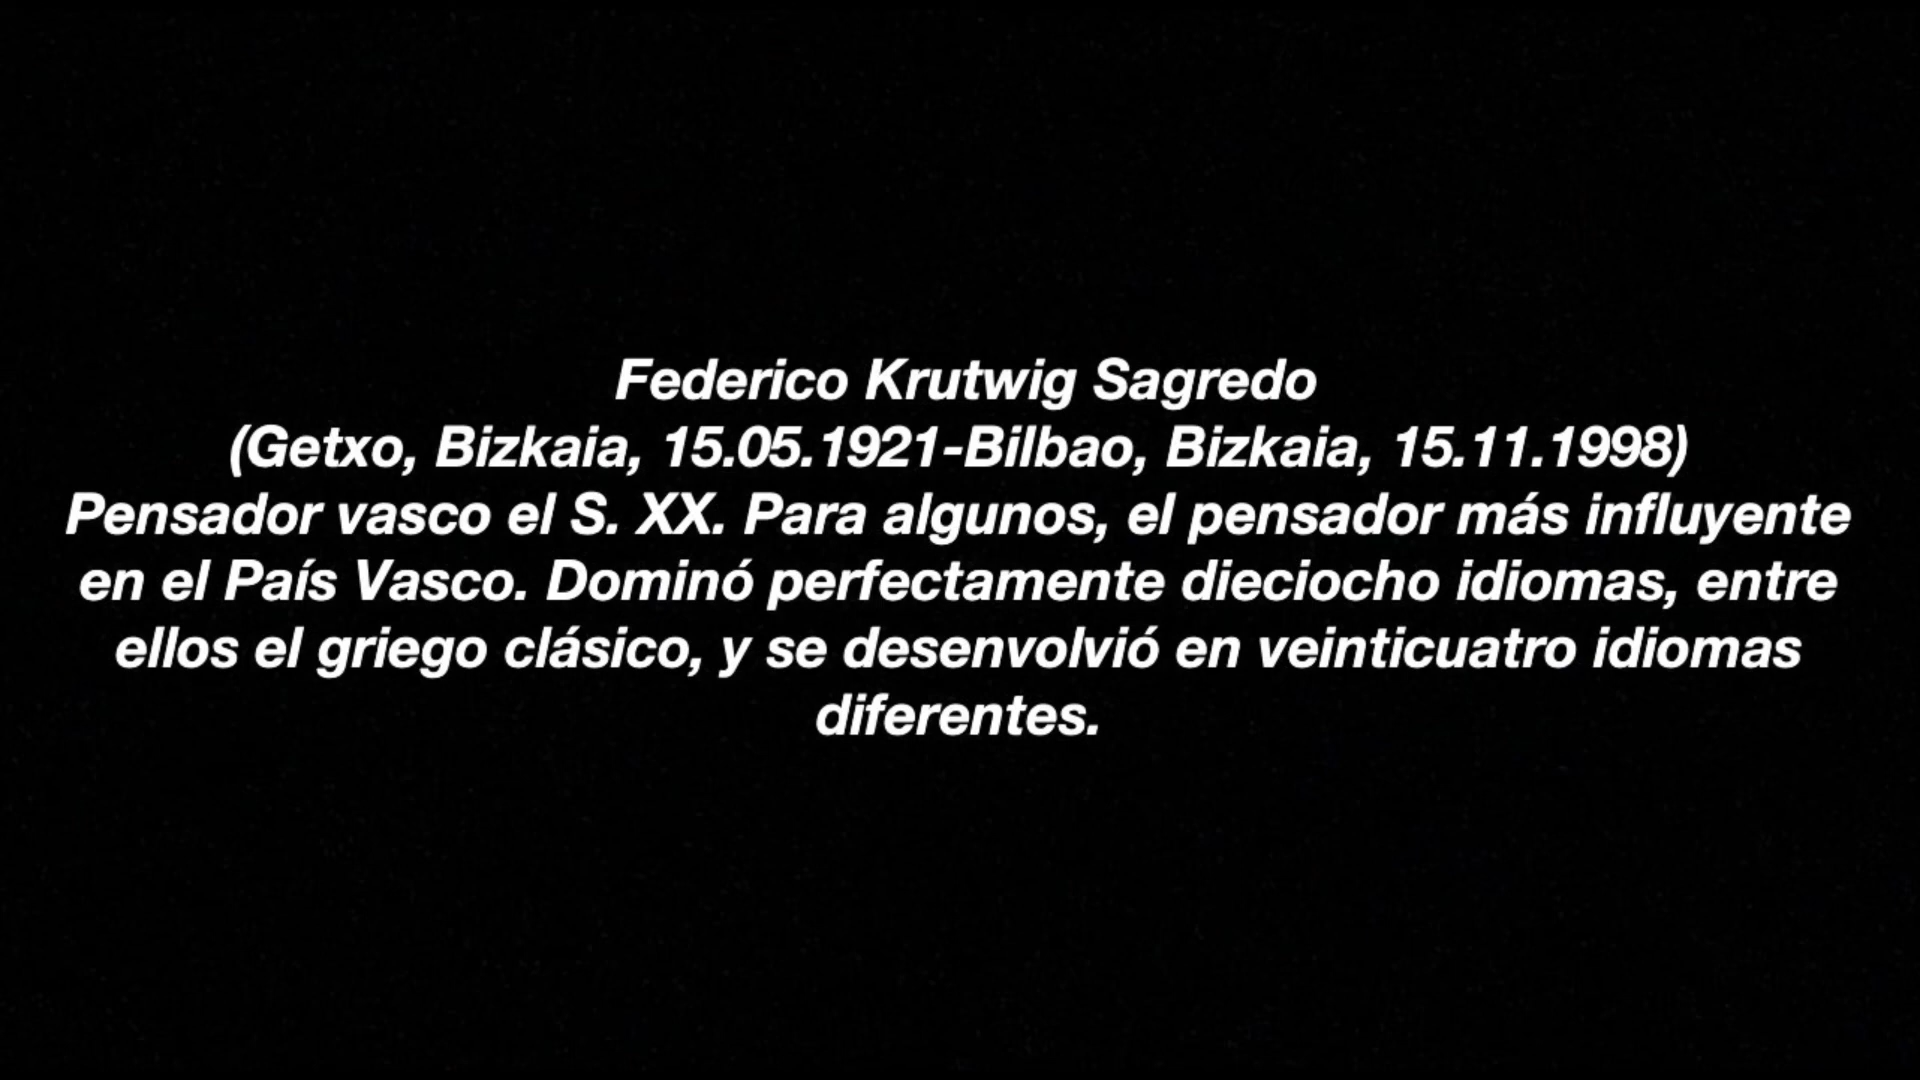 Federico Krutwig Sagredo
(Getxo, Bizkaia, 15.05.1921-Bilbao, Bizkaia, 15.11.1998)
Pensador vasco el S. XX. Para algunos, el pensador más influyente
en el País Vasco. Dominó perfectamente dieciocho idiomas, entre
ellos el griego clásico, y se desenvolvió en veinticuatro idiomas
diferentes.